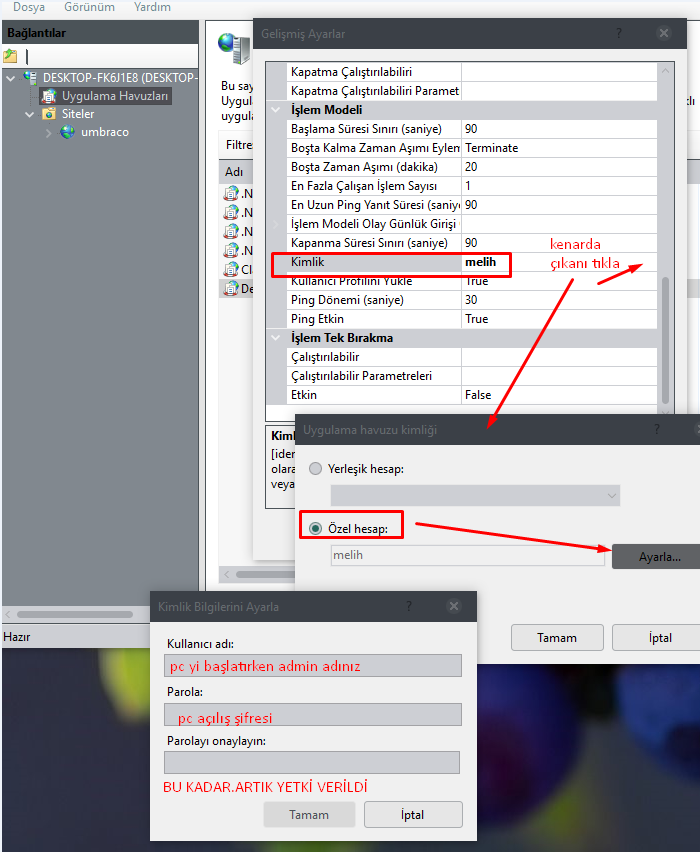 Dosya Görünüm Yardım
Bağlantılar
DESKTOP-FK6J1E8 (DESKTOP-
Uygulama Havuzları
Siteler
umbraco
Hazır
Bu say
Uygula
uygula
Filtre
Adı
.N
.N
.N
.N
Cl
De
Gelişmiş Ayarlar
Kapatma Çalıştırılabiliri
Kapatma Çalıştırılabiliri Paramet
İşlem Modeli
Başlama Süresi Sınırı (saniye) 90
Boşta Kalma Zaman Aşımı Eylem Terminate
Boşta Zaman Aşımı (dakika) 20
En Fazla Çalışan İşlem Sayısı 1
En Uzun Ping Yanıt Süresi (saniye 90
İşlem Modeli Olay Günlük Girişi
Kapanma Süresi Sınırı (saniye) 90
Kimlik melih
Kullanıcı Profilini Yükle True
Ping Dönemi (saniye) 30
Ping Etkin True
İşlem Tek Bırakma
Çalıştırılabilir
Çalıştırılabilir Parametreleri
Etkin False
kenarda
çıkanı tıkla
Kiml
[iden
olara
veya
Uygulama havuzu kimliği
Yerleşik hesap:
Özel hesap:
melih
Ayarla...
Tamam İptal
Kimlik Bilgilerini Ayarla
Kullanıcı adı:
pc yi başlatırken admin adınız
Parola:
pc açılış şifresi
Parolayı onaylayın:
BU KADAR.ARTIK YETKİ VERİLDİ
Tamam İptal